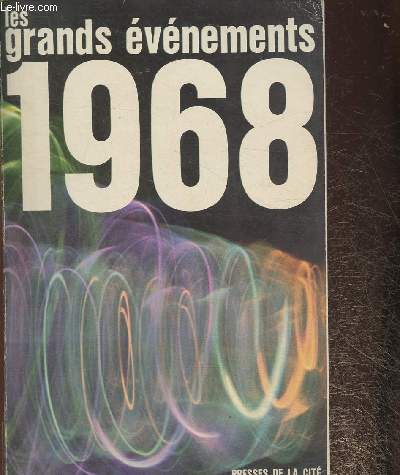 Le-livre.com
les
grands événements
1968
PRESSES DE LA CITÉ